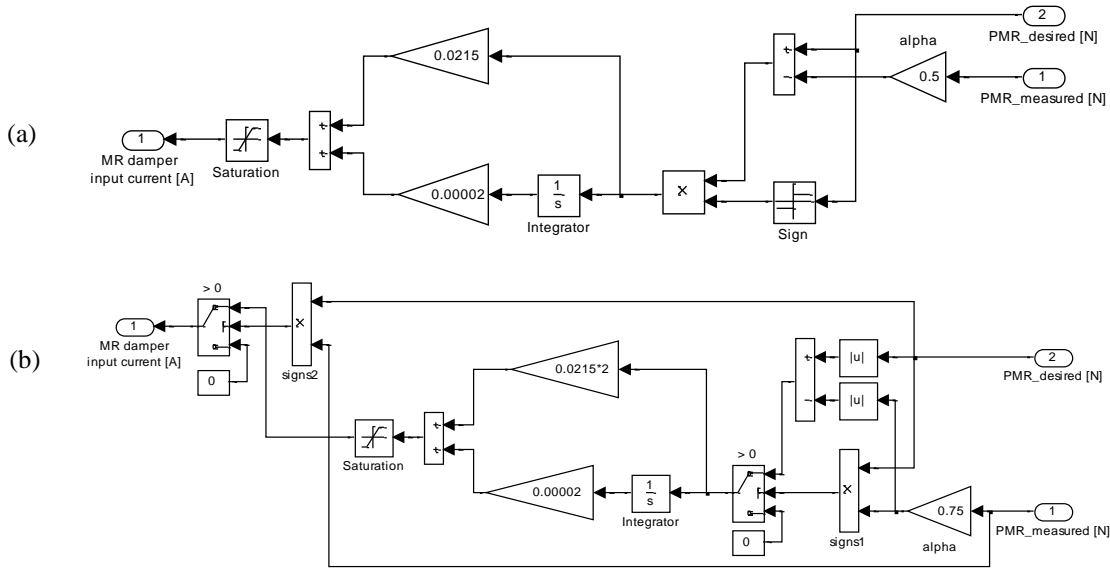 (a)
2
PMR_desired [N]
alpha
0.5
1
PMR_measured [N]
0.0215
+
−
+
+
1
MR damper
input current [A]
Saturation
0.00002
1
s
Integrator
×
Sign
(b)
> 0
1
MR damper
input current [A]
0
×
signs2
0.0215*2
+
−
|u|
|u|
2
PMR_desired [N]
Saturation
+
+
0.00002
1
s
Integrator
> 0
0
×
signs1
0.75
alpha
1
PMR_measured [N]